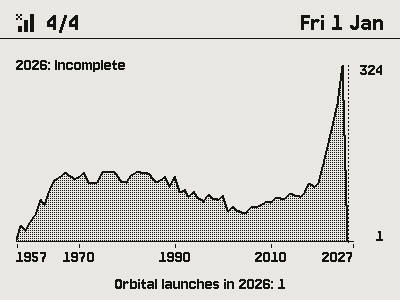 4/4 Fri 1 Jan
2026: Incomplete
324
1
1957 1970 1990 2010 2027
Orbital launches in 2026: 1